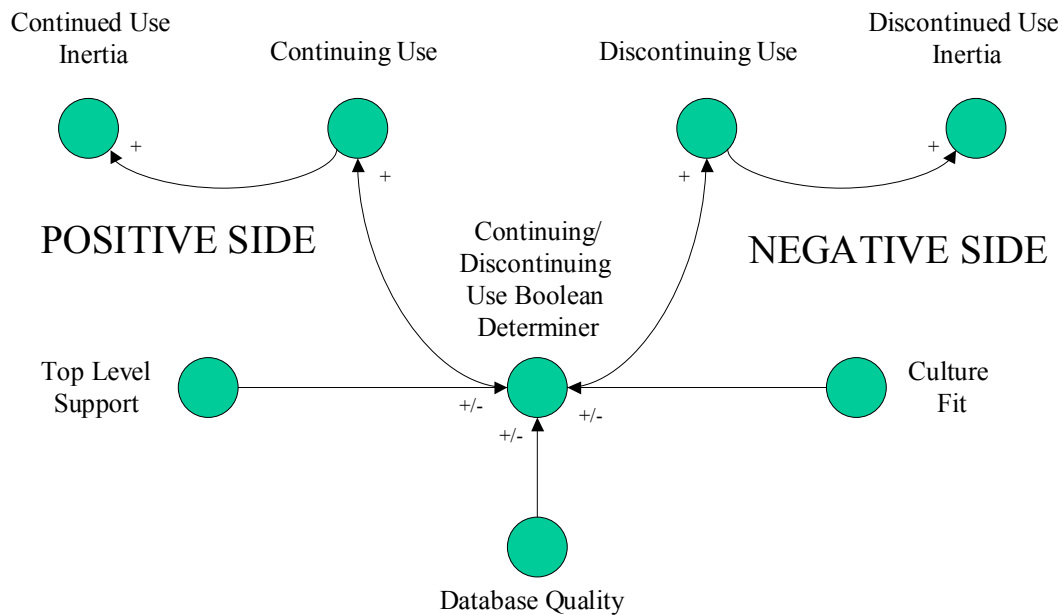 Continued Use
Inertia
Continuing Use
Discontinuing Use
Discontinued Use
Inertia
+
+
+
+
POSITIVE SIDE
Continuing/
Discontinuing
Use Boolean
Determiner
NEGATIVE SIDE
Top Level
Support
+/-
+/-
+/-
Culture
Fit
Database Quality